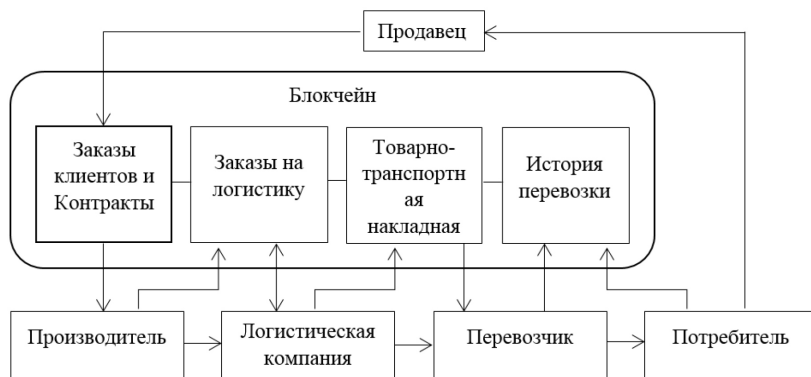 Продавец
Блокчейн
Заказы
клиентов и
Контракты
Заказы на
логистику
Товарно-
транспортн
ая
накладная
История
перевозки
Производитель
Логистическая
компания
Перевозчик
Потребитель